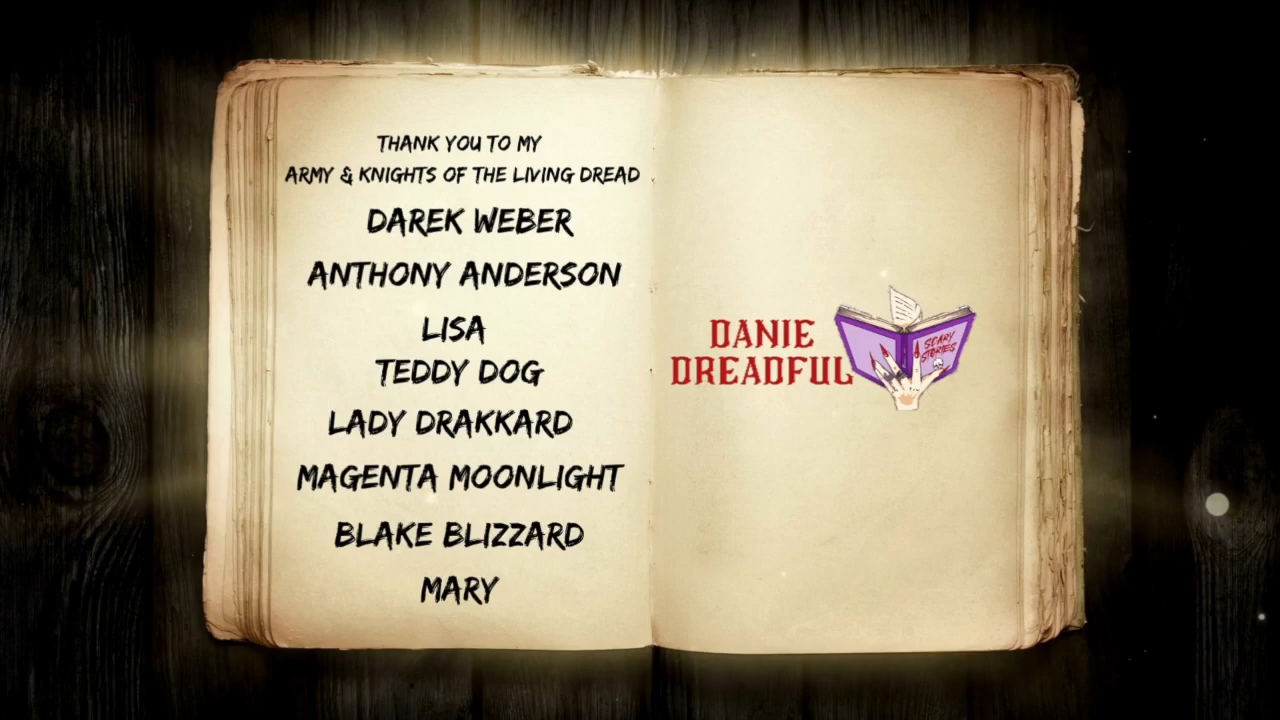 THANK YOU TO MY
ARMY & KNIGHTS OF THE LIVING DREAD
DAREK WEBER
ANTHONY ANDERSON
LISA
TEDDY DOG
LADY DRAKKARD
MAGENTA MOONLIGHT
BLAKE BLIZZARD
MARY
DANIE
DREADFUL
SCARY
STORIES